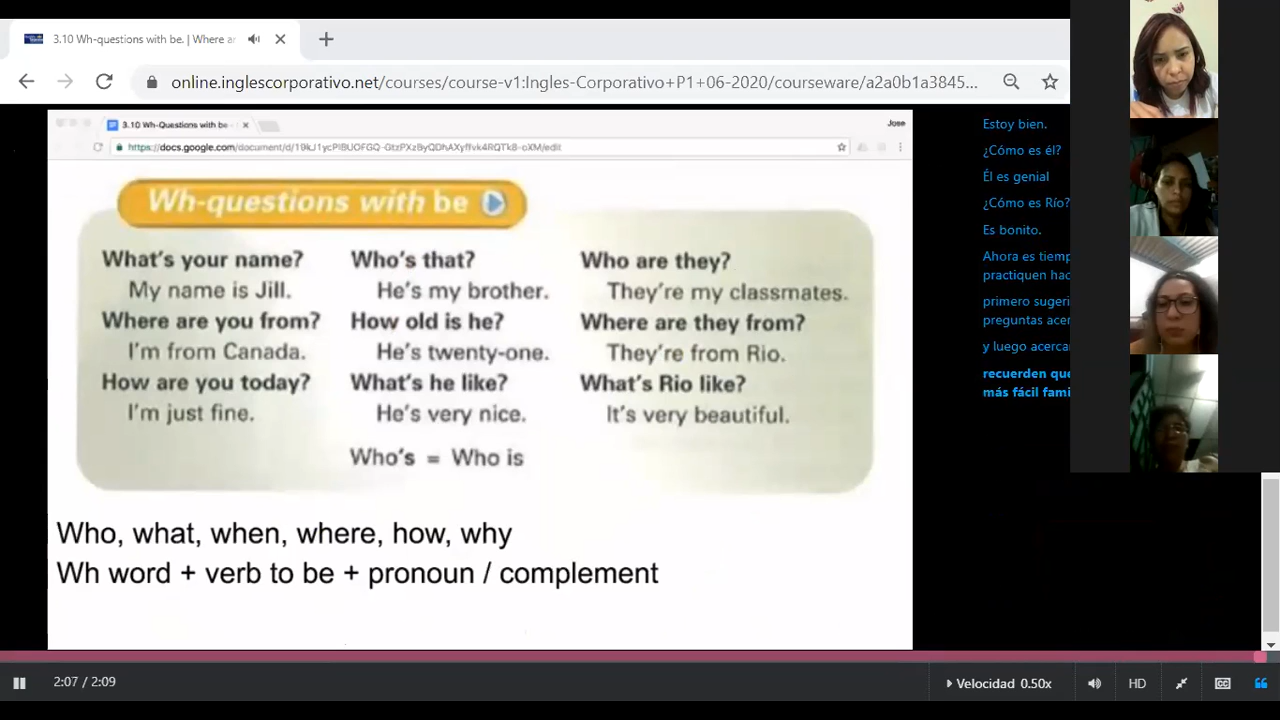 3.10 Wh-questions with be. | Where ar
online.inglescorporativo.net/courses/course-v1:Ingles-Corporativo+P1+06-2020/courseware/a2a0b1a3845...
3.10 Wh-Questions with be -
Jose
Wh-questions with be
What's your name?
My name is Jill.
Where are you from?
I'm from Canada.
How are you today?
I'm just fine.
Who's that?
He's my brother.
How old is he?
He's twenty-one.
What's he like?
He's very nice.
Who's = Who is
Who are they?
They're my classmates.
Where are they from?
They're from Rio.
What's Rio like?
It's very beautiful.
Who, what, when, where, how, why
Wh word + verb to be + pronoun / complement
Estoy bien.
¿Cómo es él?
Él es genial
¿Cómo es Río?
Es bonito.
Ahora es tiemp
practiquen hac
primero sugeri
preguntas acer
y luego acercar
recuerden que
más fácil fami
2:07 / 2:09
Velocidad 0.50x
HD
CC